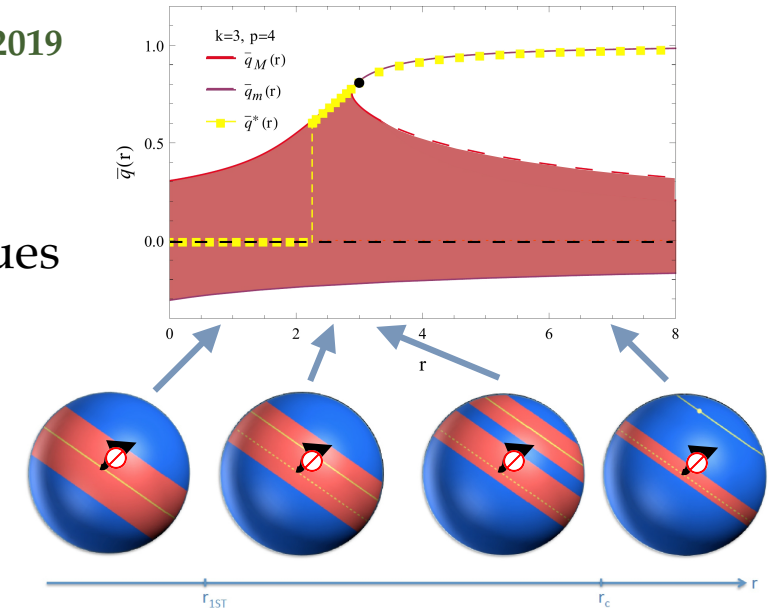 2019
ues
k=3, p=4
q̄_M(r)
q̄_m(r)
q̄*(r)
q̄(r)
1.0
0.5
0.0
0 2 4 6 8
r
r
r_1ST r_c